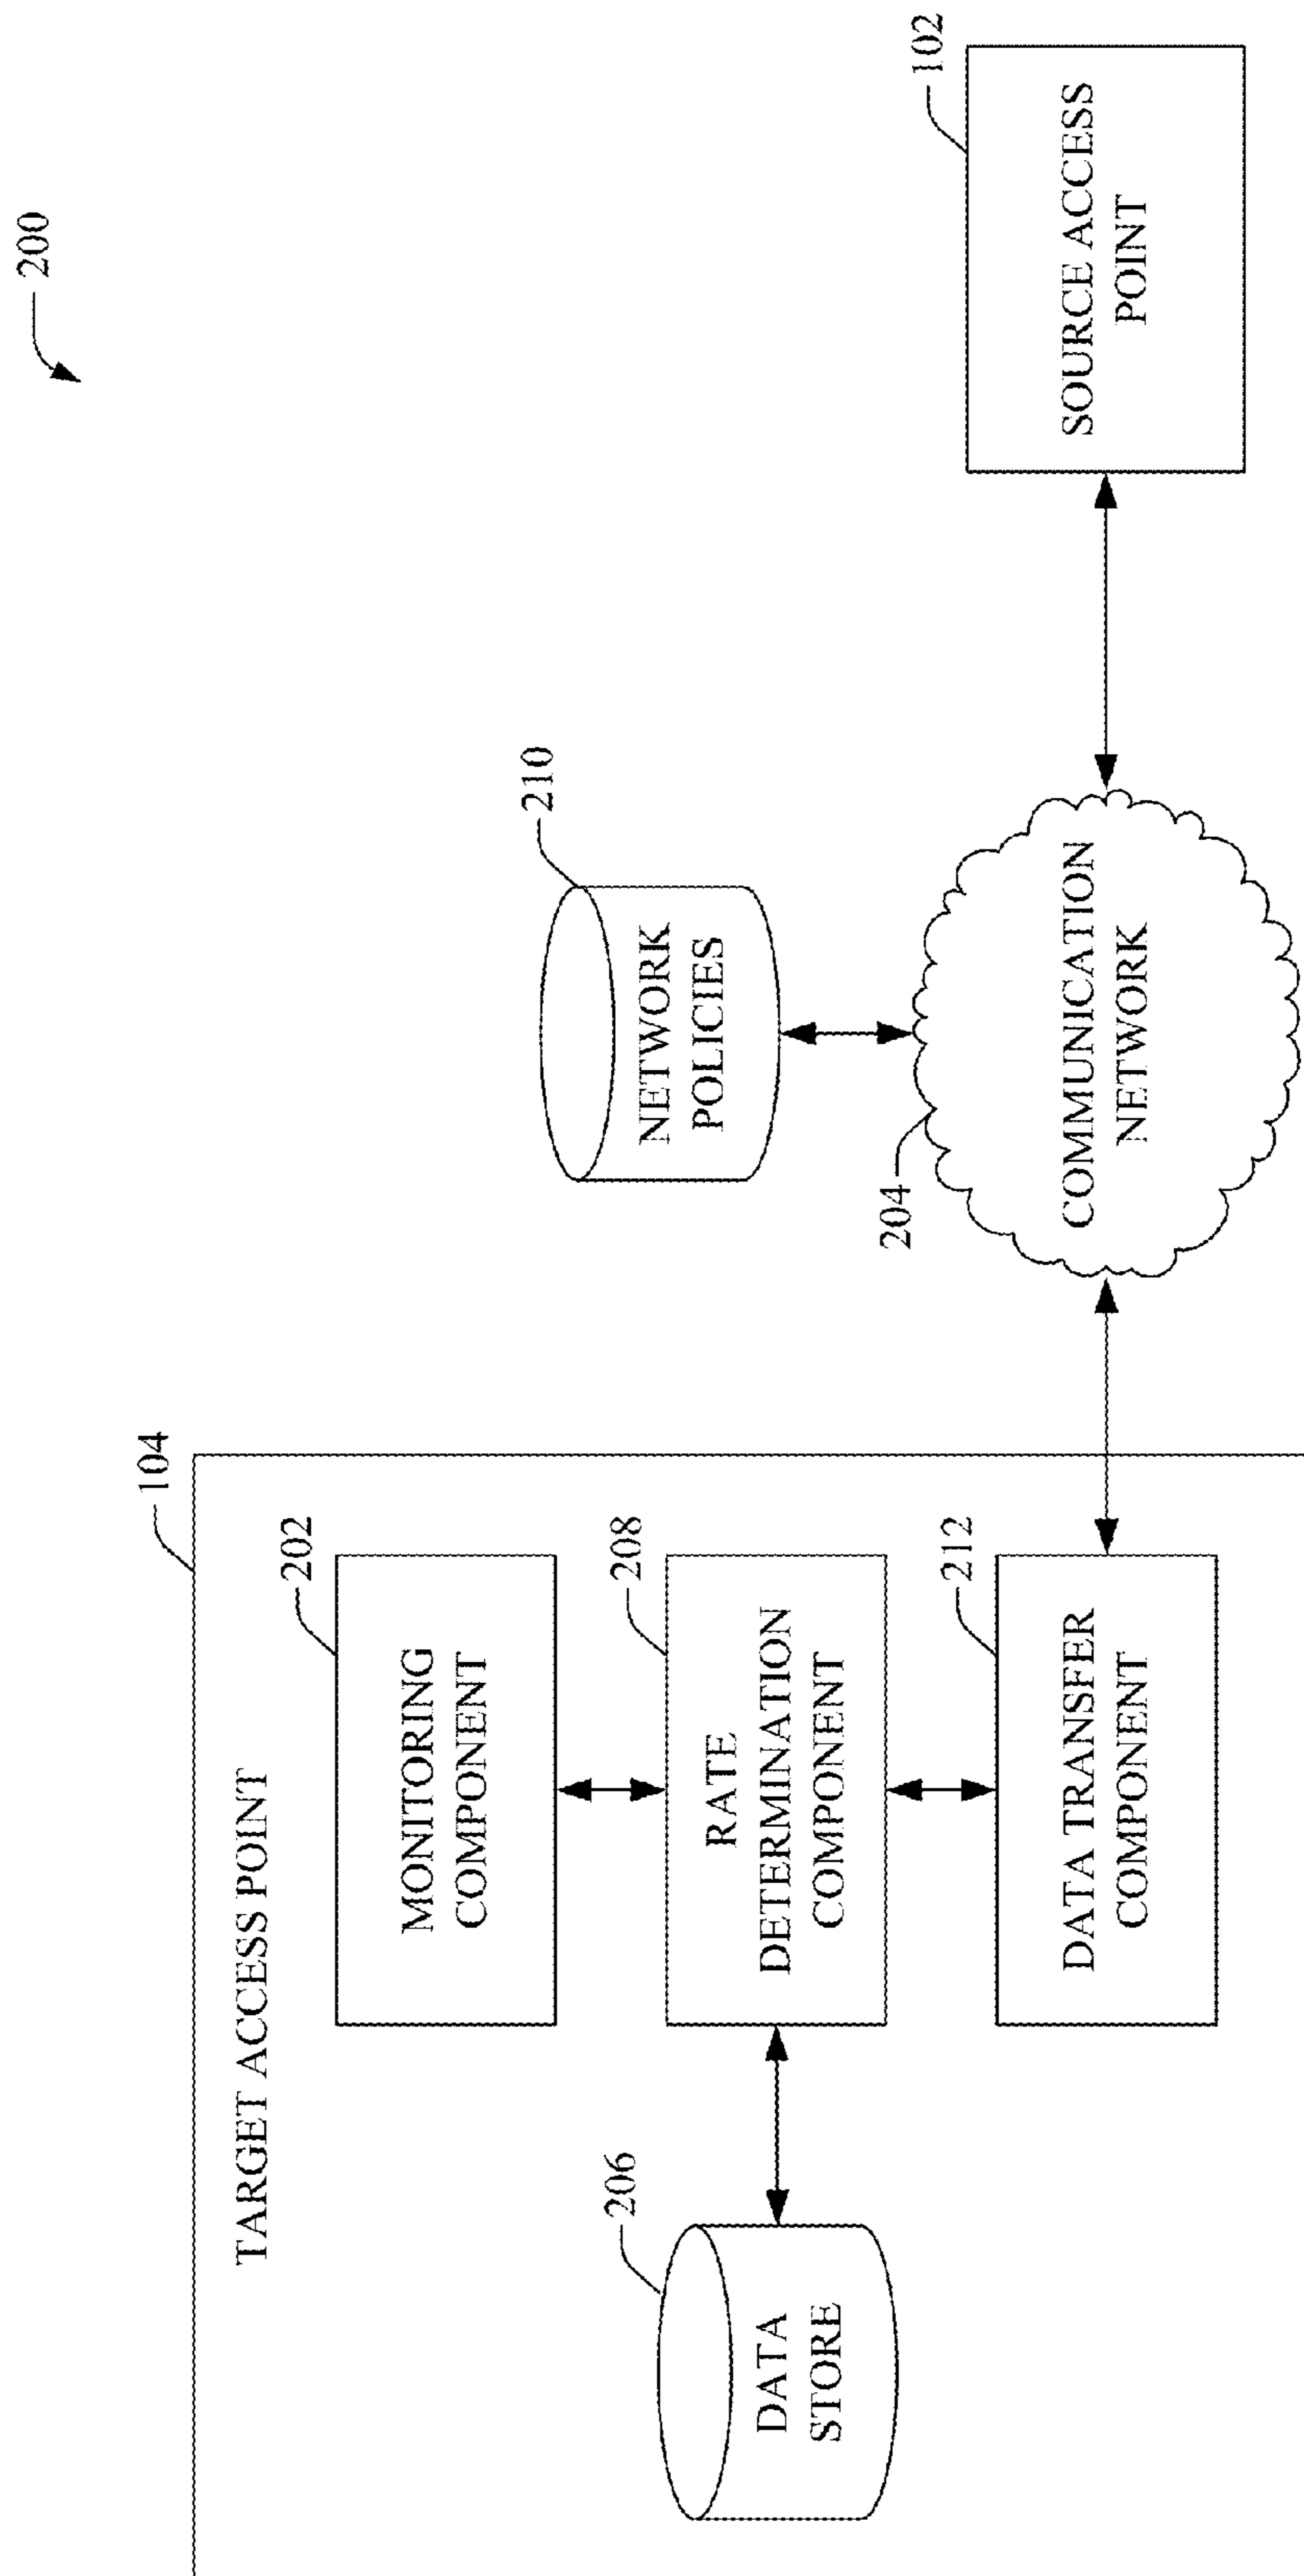 200
104
TARGET ACCESS POINT
202
MONITORING
COMPONENT
206
DATA
STORE
208
RATE
DETERMINATION
COMPONENT
212
DATA TRANSFER
COMPONENT
210
NETWORK
POLICIES
204
COMMUNICATION
NETWORK
102
SOURCE ACCESS
POINT